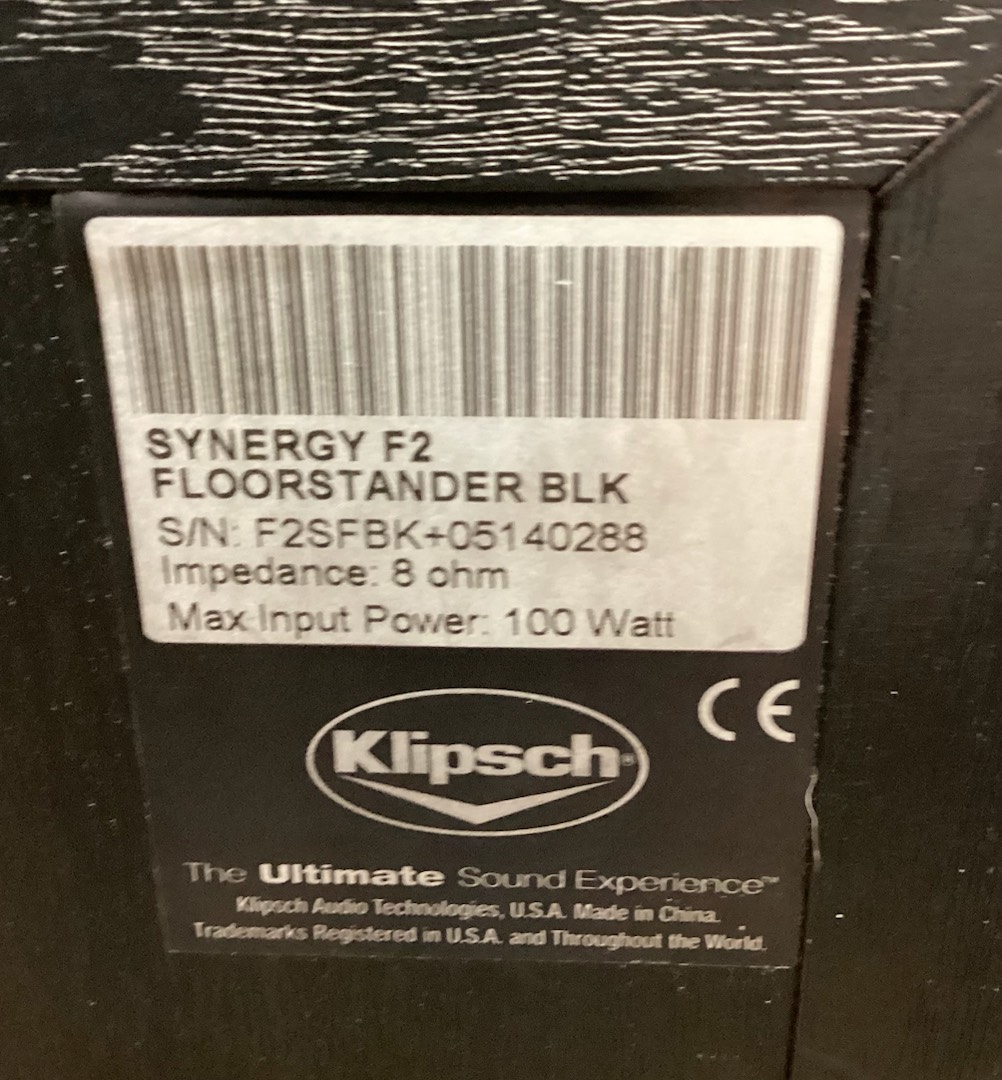 SYNERGY F2
FLOORSTANDER BLK
S/N: F2SFBK+05140288
Impedance: 8 ohm
Max Input Power: 100 Watt
CE
Klipsch®
The Ultimate Sound Experience™
Klipsch Audio Technologies, U.S.A. Made in China.
Trademarks Registered in U.S.A. and Throughout the World.